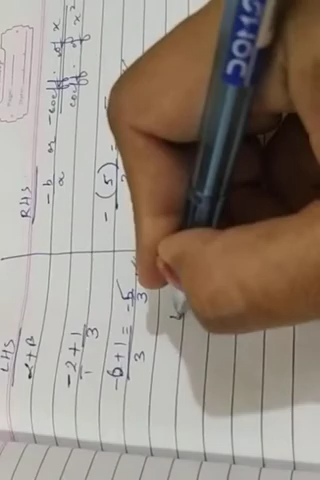 LHS
α+β
-2/1 + 1/3
-6+1/3 = -5/3
RHS
-b/a or -coeff. of x / coeff. of x²
-(5)
DOMS